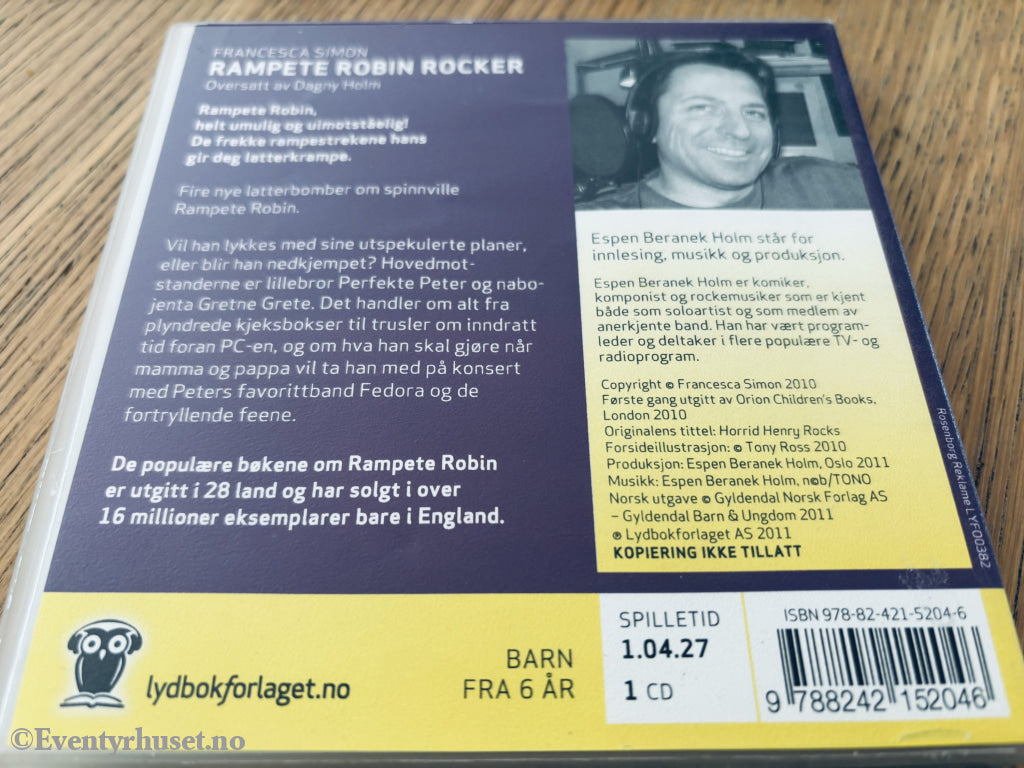 FRANCESCA SIMON
RAMPETE ROBIN ROCKER
Oversatt av Dagny Holm
Rampete Robin,
helt umulig og uimotståelig!
De frekke rampestrekene hans
gir deg latterkrampe.
Fire nye latterbomber om spinnville
Rampete Robin.
Vil han lykkes med sine utspekulerte planer,
eller blir han nedkjempet? Hovedmot-
standerne er lillebror Perfekte Peter og nabo-
jenta Gretne Grete. Det handler om alt fra
plyndrede kjeksbokser til trusler om inndratt
tid foran PC-en, og om hva han skal gjøre når
mamma og pappa vil ta han med på konsert
med Peters favorittband Fedora og de
fortryllende feene.
De populære bøkene om Rampete Robin
er utgitt i 28 land og har solgt i over
16 millioner eksemplarer bare i England.
Espen Beranek Holm står for
innlesing, musikk og produksjon.
Espen Beranek Holm er komiker,
komponist og rockemusiker som er kjent
både som soloartist og som medlem av
anerkjente band. Han har vært program-
leder og deltaker i flere populære TV- og
radioprogram.
Copyright © Francesca Simon 2010
Første gang utgitt av Orion Children's Books,
London 2010
Originalens tittel: Horrid Henry Rocks
Forsideillustrasjon: © Tony Ross 2010
Produksjon: Espen Beranek Holm, Oslo 2011
Musikk: Espen Beranek Holm, n©b/TONO
Norsk utgave © Gyldendal Norsk Forlag AS
– Gyldendal Barn & Ungdom 2011
℗ Lydbokforlaget AS 2011
KOPIERING IKKE TILLATT
Rosenborg Reklame LYF00382
lydbokforlaget.no
BARN
FRA 6 ÅR
SPILLETID
1.04.27
1 CD
ISBN 978-82-421-5204-6
9 788242 152046
©Eventyrhuset.no